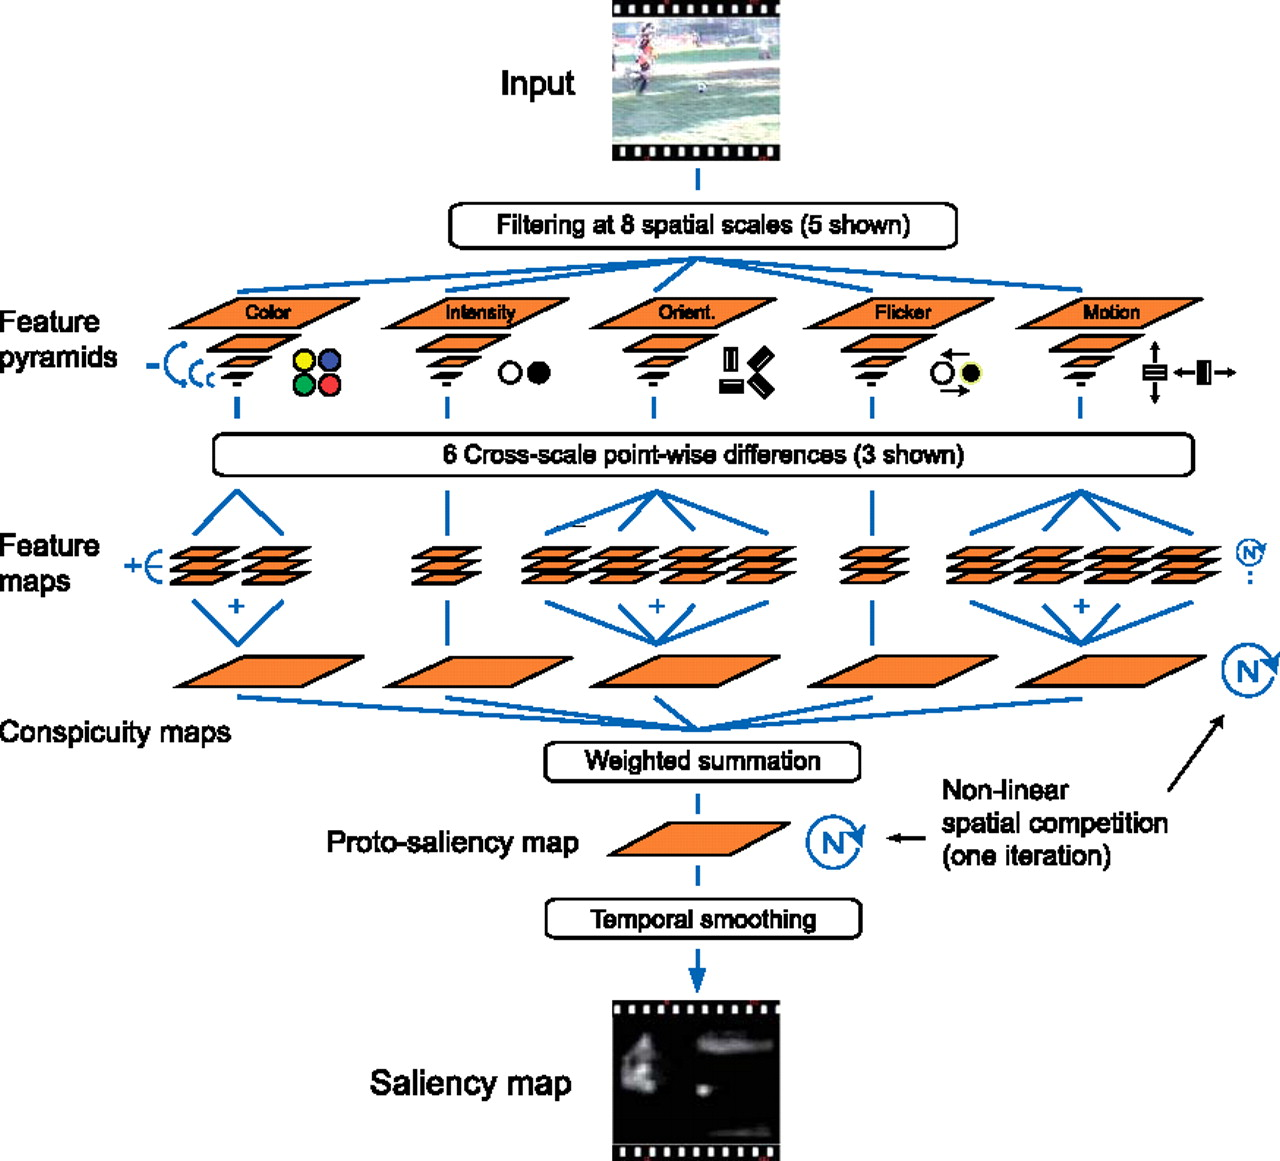 Input
Filtering at 8 spatial scales (5 shown)
Color
Intensity
Orient.
Flicker
Motion
Feature
pyramids
-
6 Cross-scale point-wise differences (3 shown)
Feature
maps
+
N
+
+
+
N
Conspicuity maps
Weighted summation
Non-linear
spatial competition
(one iteration)
Proto-saliency map
N
Temporal smoothing
Saliency map